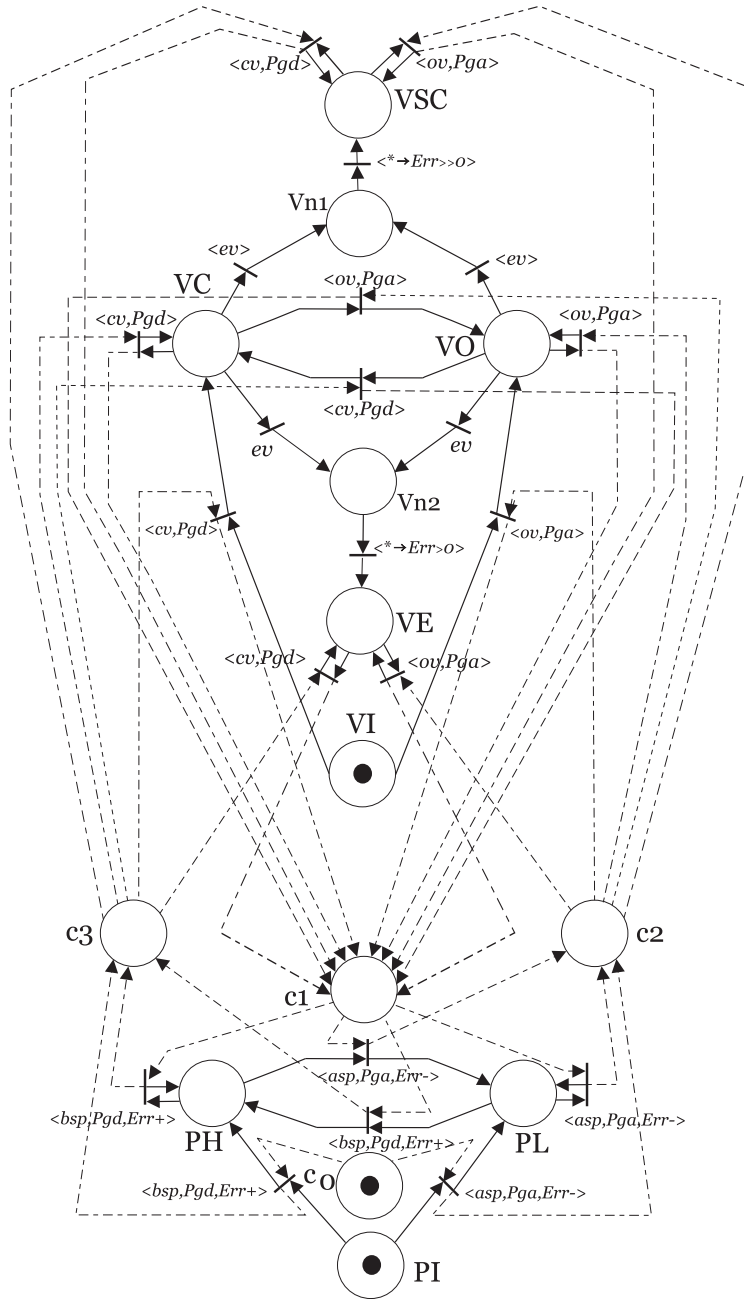 <cv,Pgd>
<ov,Pga>
VSC
<*→Err>>0>
Vn1
<ev>
<ev>
VC
<ov,Pga>
<cv,Pgd>
<ov,Pga>
VO
<cv,Pgd>
ev
ev
Vn2
<cv,Pgd>
<ov,Pga>
<*→Err>0>
VE
<cv,Pgd>
<ov,Pga>
VI
c3
c2
c1
<asp,Pga,Err->
<bsp,Pgd,Err+>
<asp,Pga,Err->
PH
<bsp,Pgd,Err+>
PL
c0
<bsp,Pgd,Err+>
<asp,Pga,Err->
PI